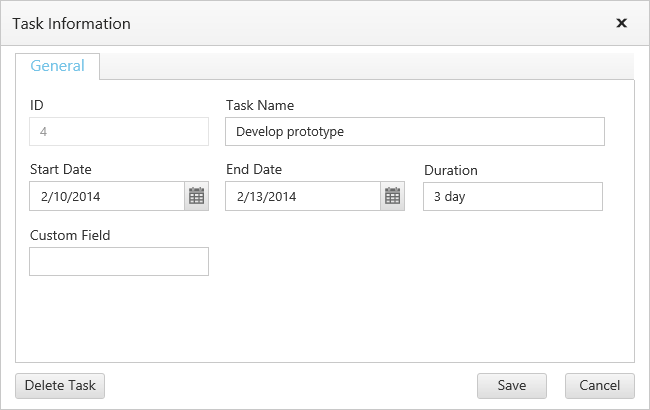 Task Information
General
ID
Task Name
4
Develop prototype
Start Date
End Date
Duration
2/10/2014
2/13/2014
3 day
Custom Field
Delete Task
Save
Cancel